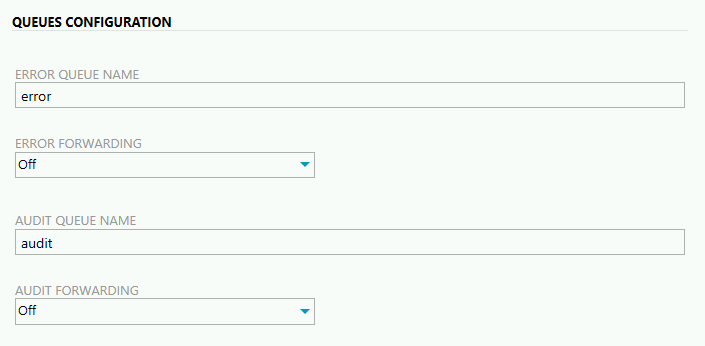 QUEUES CONFIGURATION
ERROR QUEUE NAME
error
ERROR FORWARDING
Off
AUDIT QUEUE NAME
audit
AUDIT FORWARDING
Off